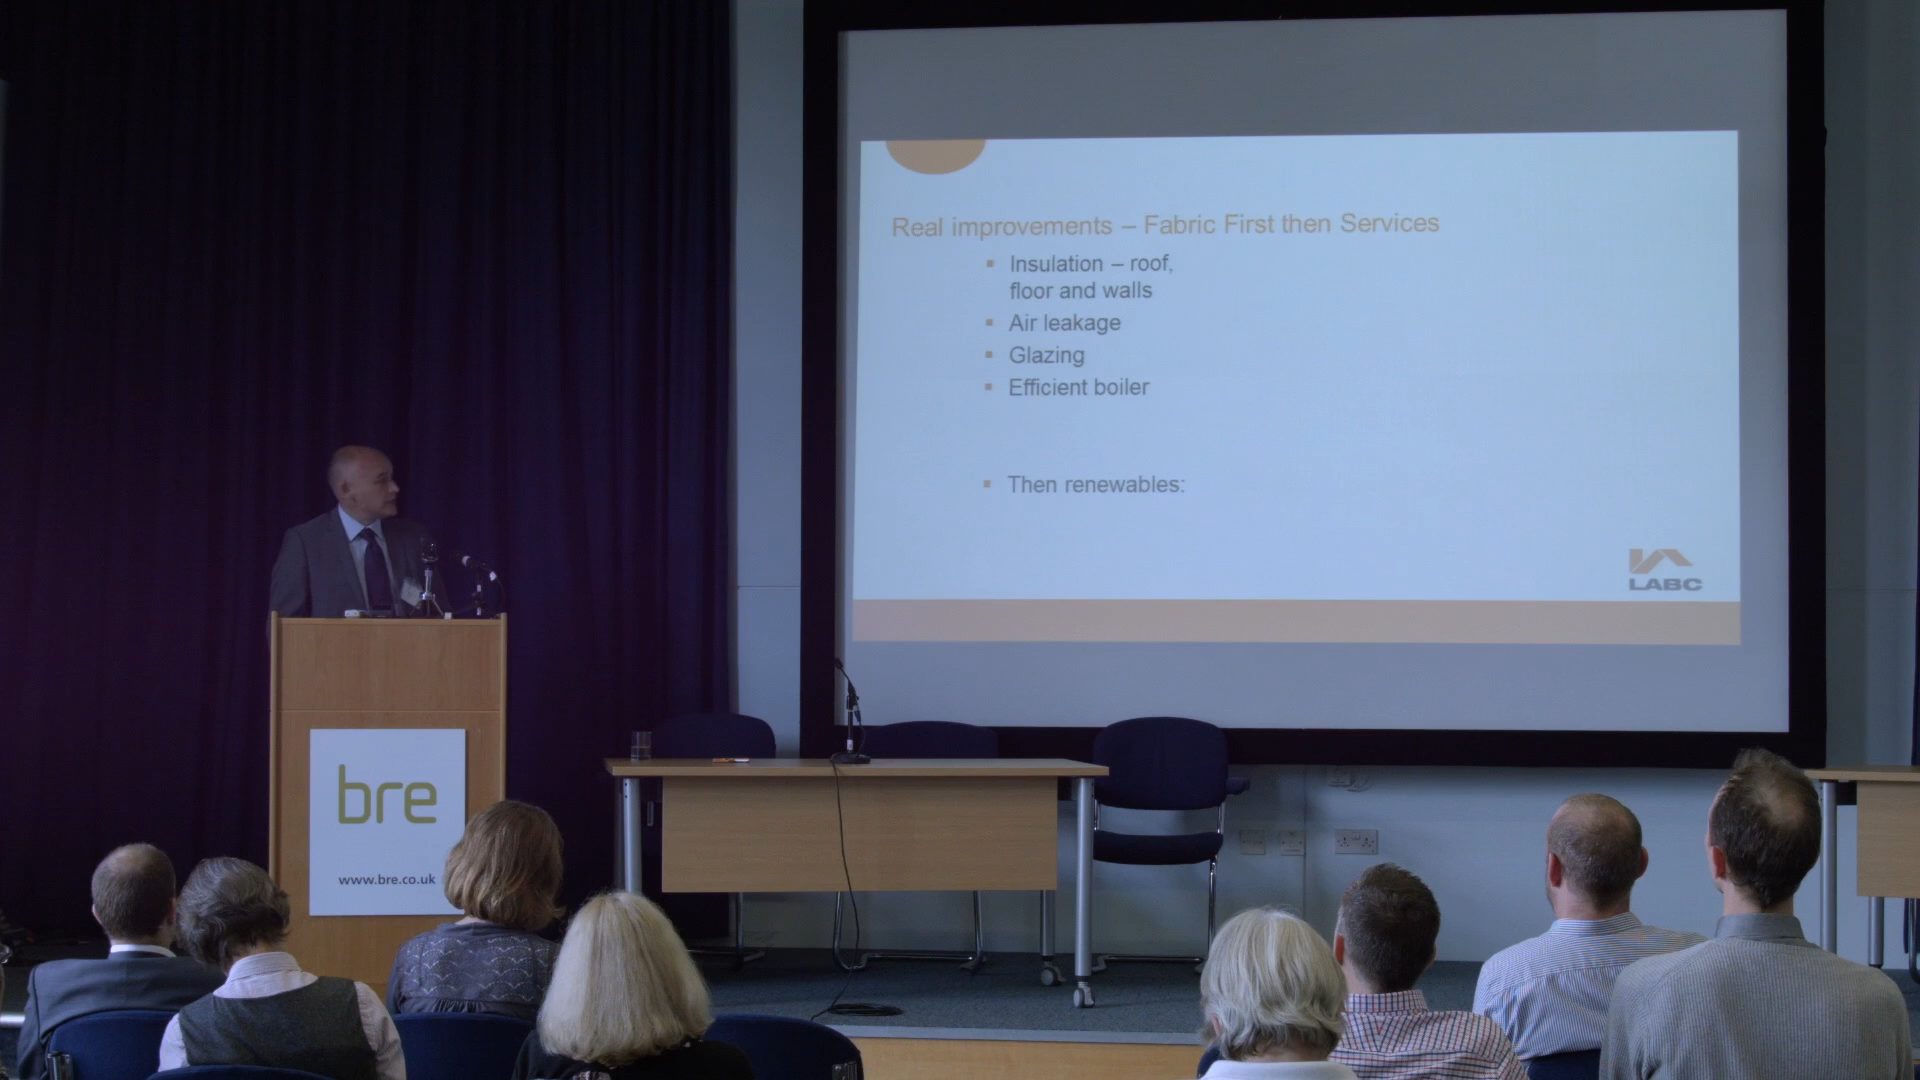 Real improvements – Fabric First then Services
▪ Insulation – roof,
floor and walls
▪ Air leakage
▪ Glazing
▪ Efficient boiler
▪ Then renewables:
LABC
bre
www.bre.co.uk